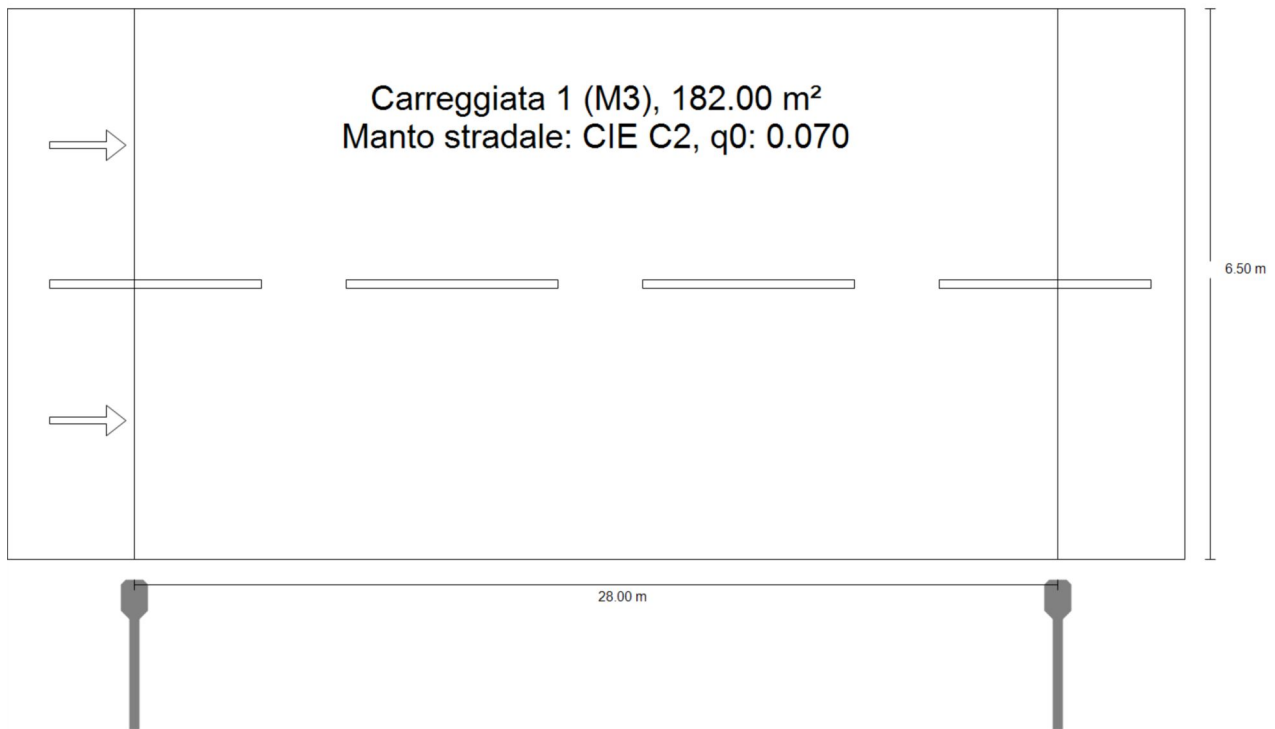 Carreggiata 1 (M3), 182.00 m²
Manto stradale: CIE C2, q0: 0.070
6.50 m
28.00 m